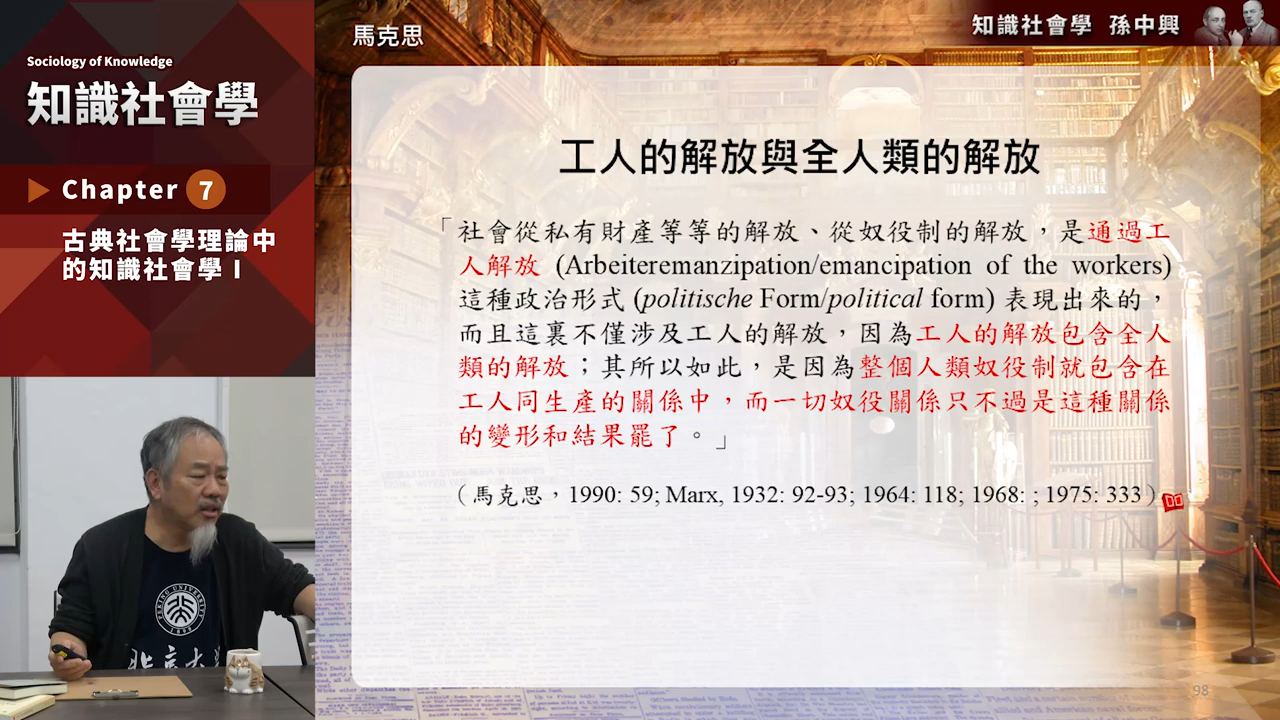 Sociology of Knowledge
知識社會學
Chapter 7
古典社會學理論中
的知識社會學 I
馬克思
知識社會學 孫中興
工人的解放與全人類的解放
「社會從私有財產等等的解放、從奴役制的解放，是通過工
人解放 (Arbeiteremanzipation/emancipation of the workers)
這種政治形式 (politische Form/political form) 表現出來的，
而且這裏不僅涉及工人的解放，因為工人的解放包含全人
類的解放；其所以如此，是因為整個人類奴役制就包含在
工人同生產的關係中，而一切奴役關係只不過是這種關係
的變形和結果罷了。」
（馬克思，1990: 59; Marx, 1932: 92-93; 1964: 118; 1968: ; 1975: 333）
98
PEKING UNIVERSITY
1898
北京大